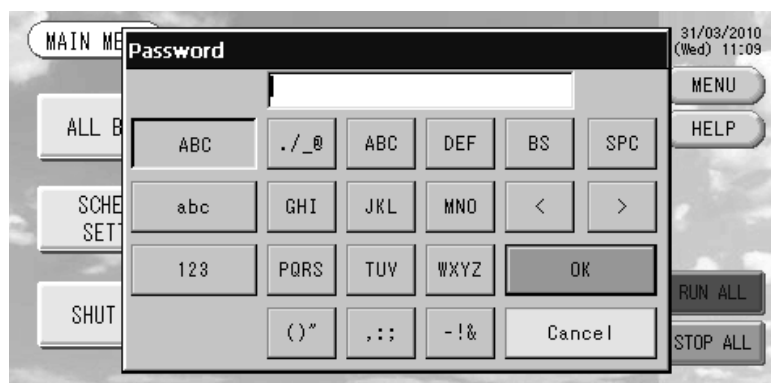 MAIN ME
Password
31/03/2010
(Wed) 11:09
MENU
HELP
ALL B
ABC
./_@
ABC
DEF
BS
SPC
SCHE
SETT
abc
GHI
JKL
MNO
<
>
123
PQRS
TUV
WXYZ
OK
RUN ALL
SHUT
()"
,:;
-!&
Cancel
STOP ALL